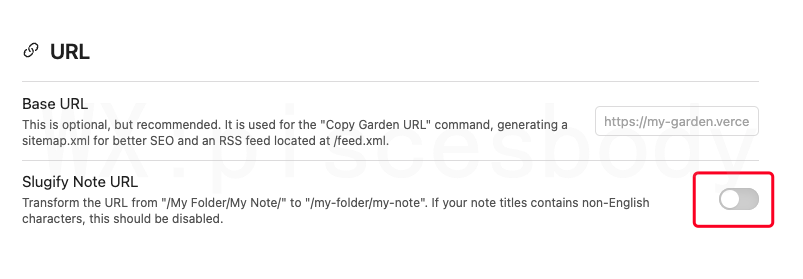 URL
Base URL
This is optional, but recommended. It is used for the "Copy Garden URL" command, generating a
sitemap.xml for better SEO and an RSS feed located at /feed.xml.
https://my-garden.verce
Slugify Note URL
Transform the URL from "/My Folder/My Note/" to "/my-folder/my-note". If your note titles contains non-English
characters, this should be disabled.
WX:piscesbody